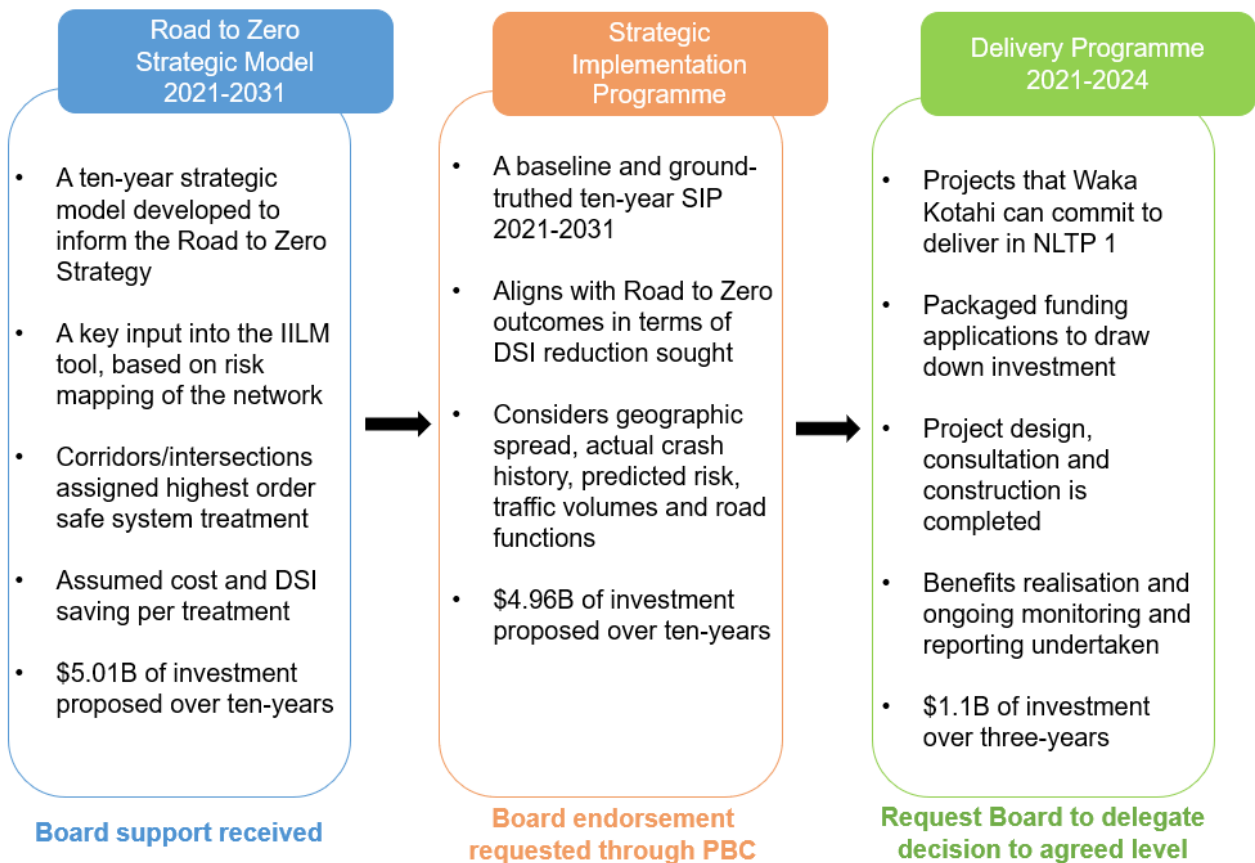 Road to Zero
Strategic Model
2021-2031
• A ten-year strategic
model developed to
inform the Road to Zero
Strategy
• A key input into the IILM
tool, based on risk
mapping of the network
• Corridors/intersections
assigned highest order
safe system treatment
• Assumed cost and DSI
saving per treatment
• $5.01B of investment
proposed over ten-years
Board support received
Strategic
Implementation
Programme
• A baseline and ground-
truthed ten-year SIP
2021-2031
• Aligns with Road to Zero
outcomes in terms of
DSI reduction sought
• Considers geographic
spread, actual crash
history, predicted risk,
traffic volumes and road
functions
• $4.96B of investment
proposed over ten-years
Board endorsement
requested through PBC
Delivery Programme
2021-2024
• Projects that Waka
Kotahi can commit to
deliver in NLTP 1
• Packaged funding
applications to draw
down investment
• Project design,
consultation and
construction is
completed
• Benefits realisation and
ongoing monitoring and
reporting undertaken
• $1.1B of investment
over three-years
Request Board to delegate
decision to agreed level